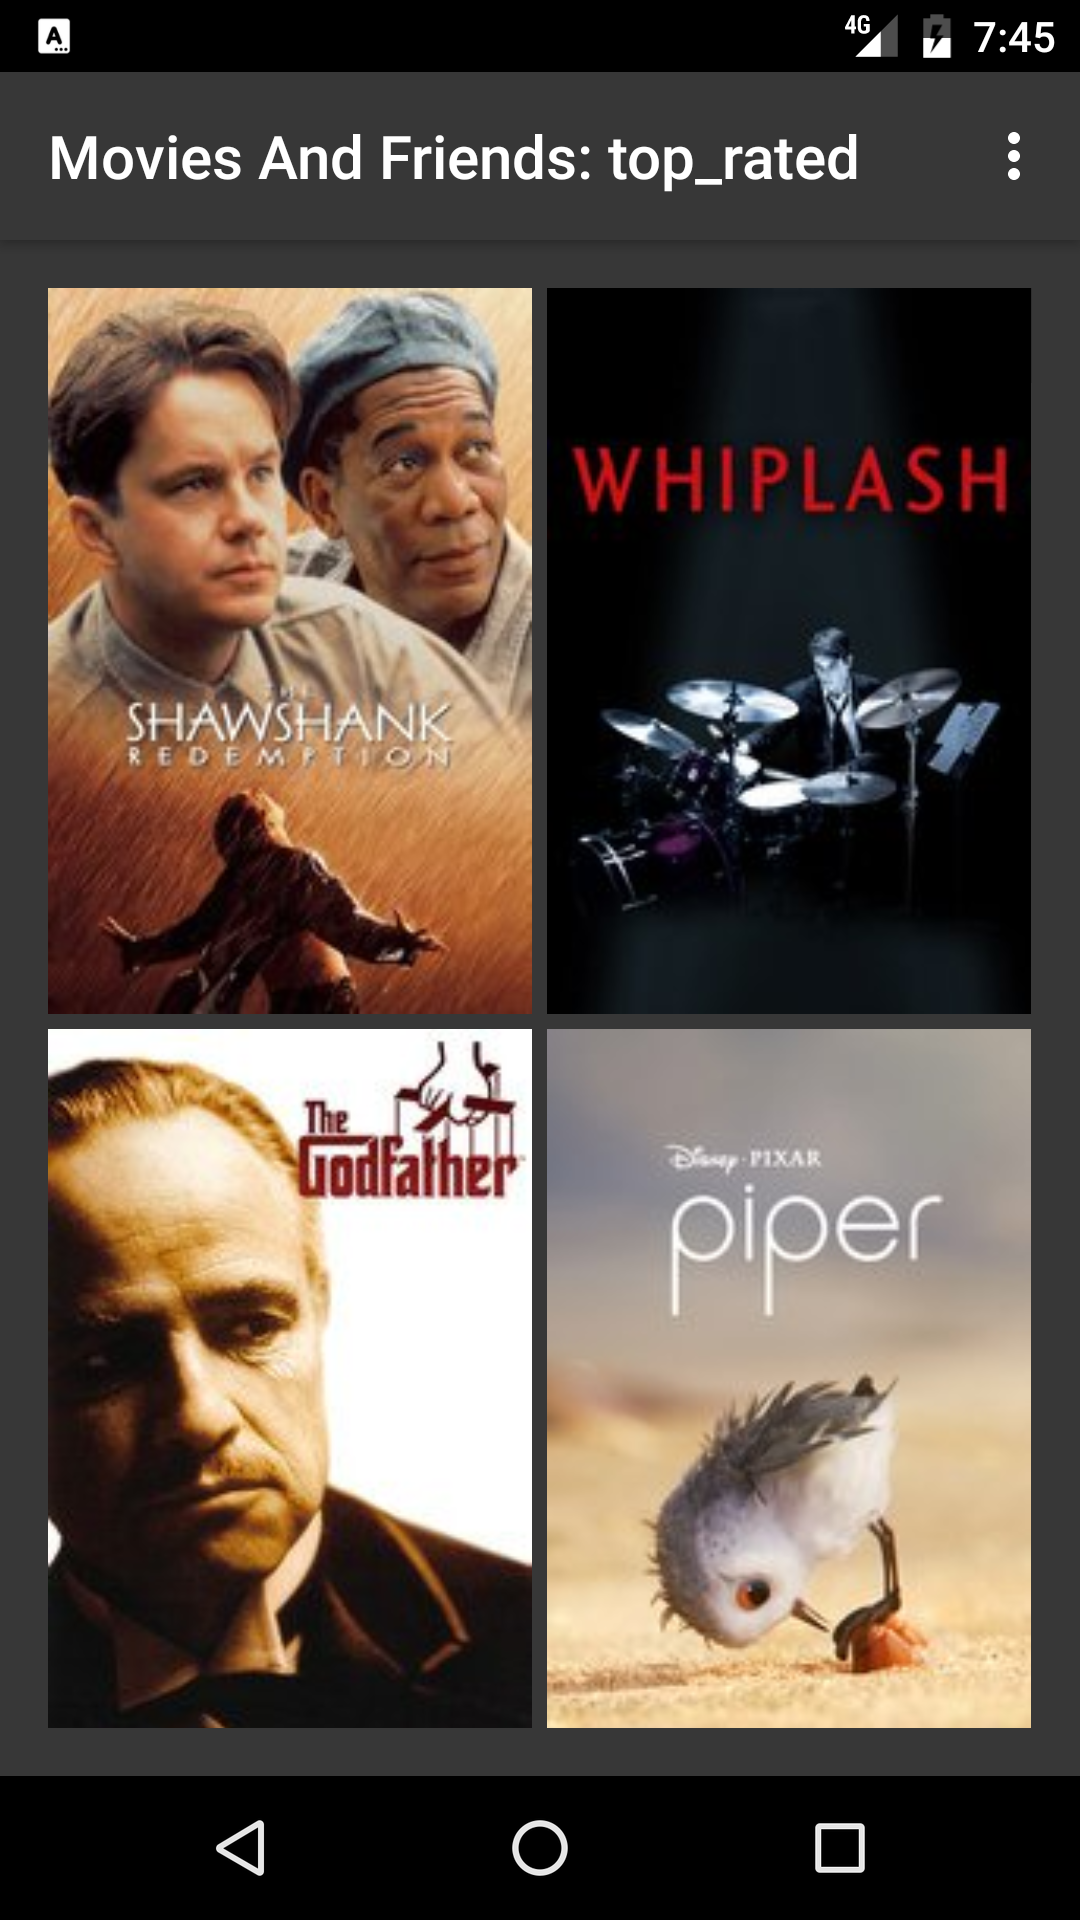 4G 7:45
Movies And Friends: top_rated
THE
SHAWSHANK
REDEMPTION
WHIPLASH
The
Godfather
Disney · PIXAR
piper